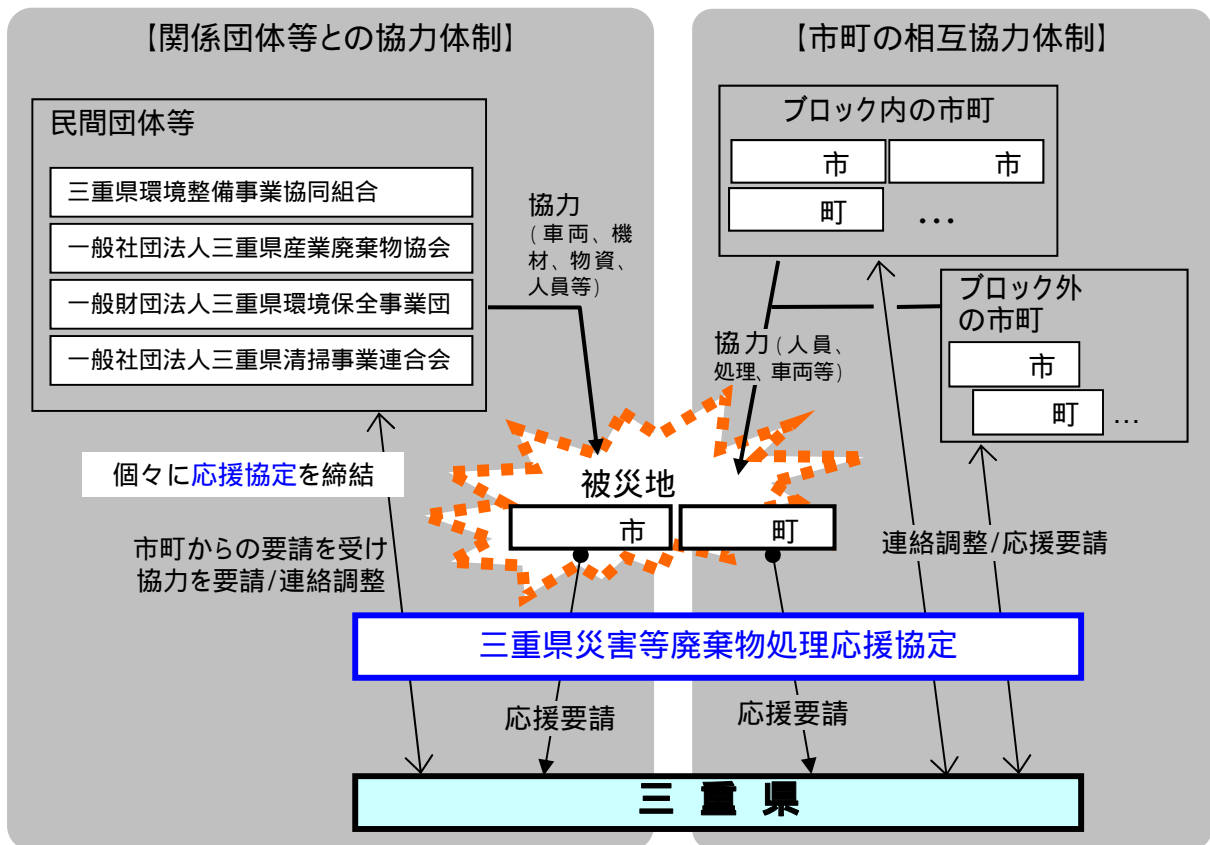 【関係団体等との協力体制】
民間団体等
三重県環境整備事業協同組合
一般社団法人三重県産業廃棄物協会
一般財団法人三重県環境保全事業団
一般社団法人三重県清掃事業連合会
協力
(車両、機
材、物資、
人員等)
個々に応援協定を締結
市町からの要請を受け
協力を要請/連絡調整
【市町の相互協力体制】
ブロック内の市町
市
市
町
…
ブロック外
の市町
市
町
…
協力(人員、
処理、車両等)
被災地
市
町
連絡調整/応援要請
三重県災害等廃棄物処理応援協定
応援要請
応援要請
三重県